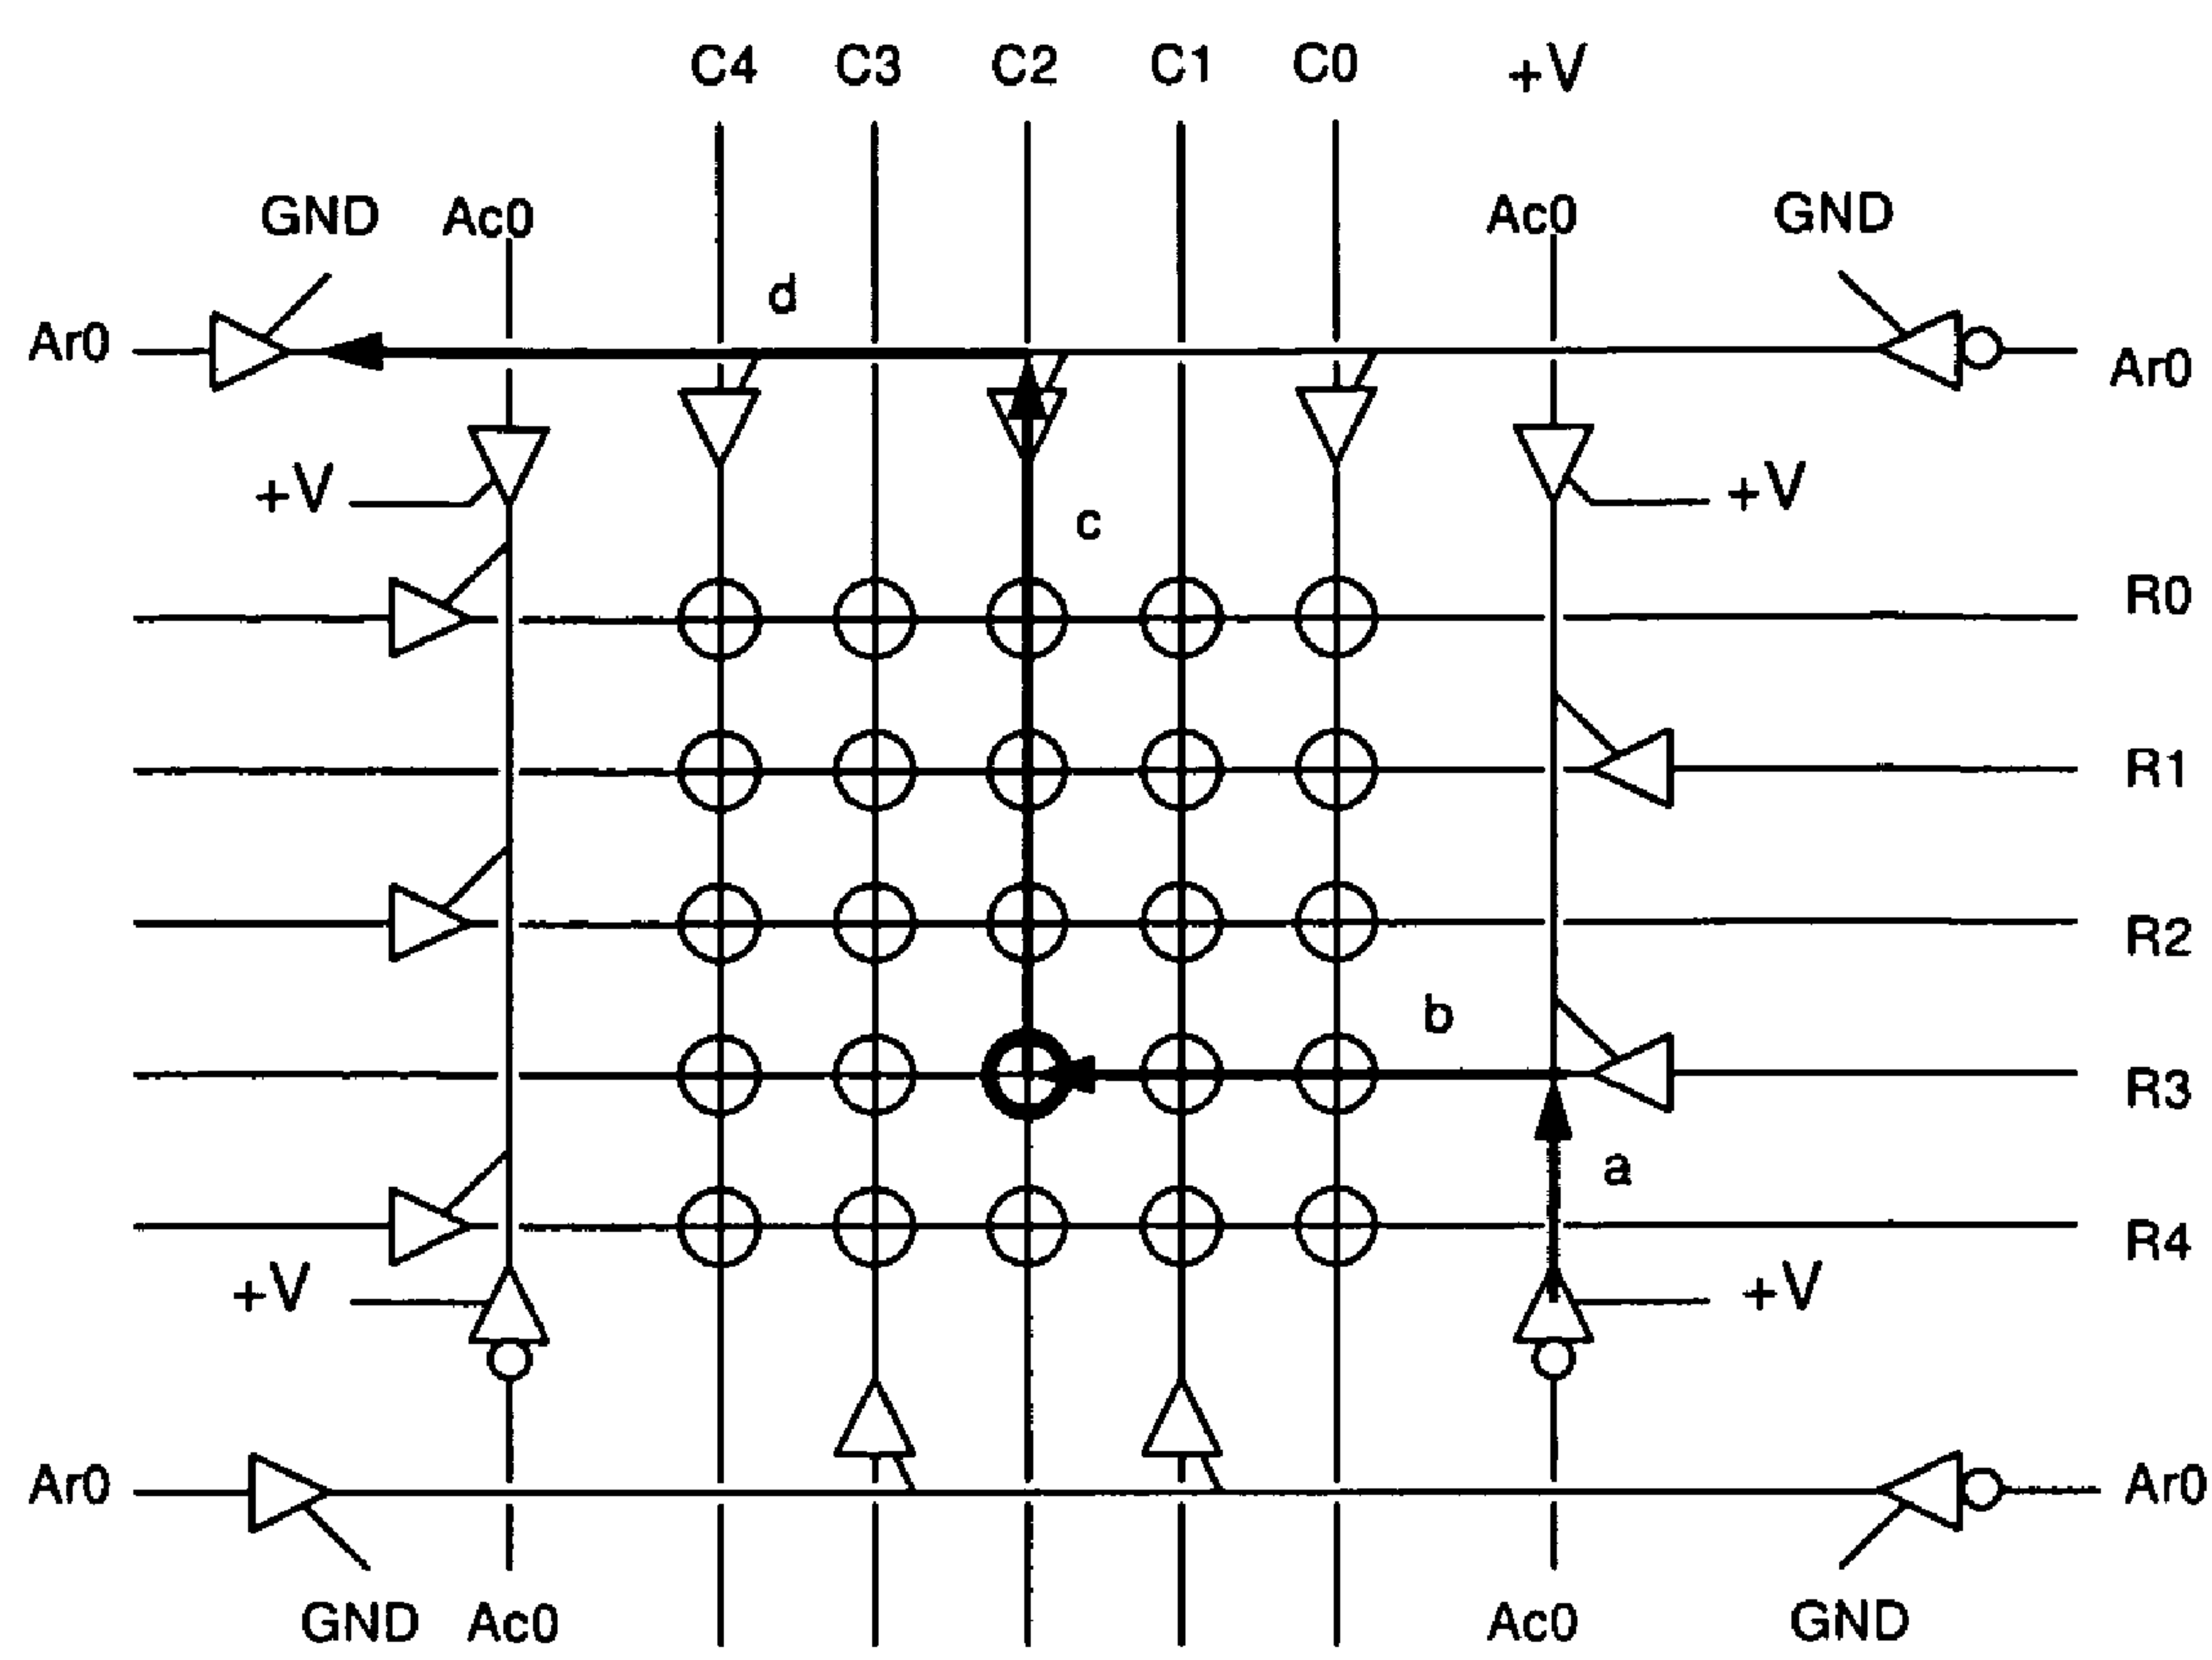 C4 C3 C2 C1 C0 +V
GND Ac0 Ac0 GND
d
Ar0 Ar0
+V +V
c
R0
R1
R2
b
R3
a
R4
+V +V
Ar0 Ar0
GND Ac0 Ac0 GND